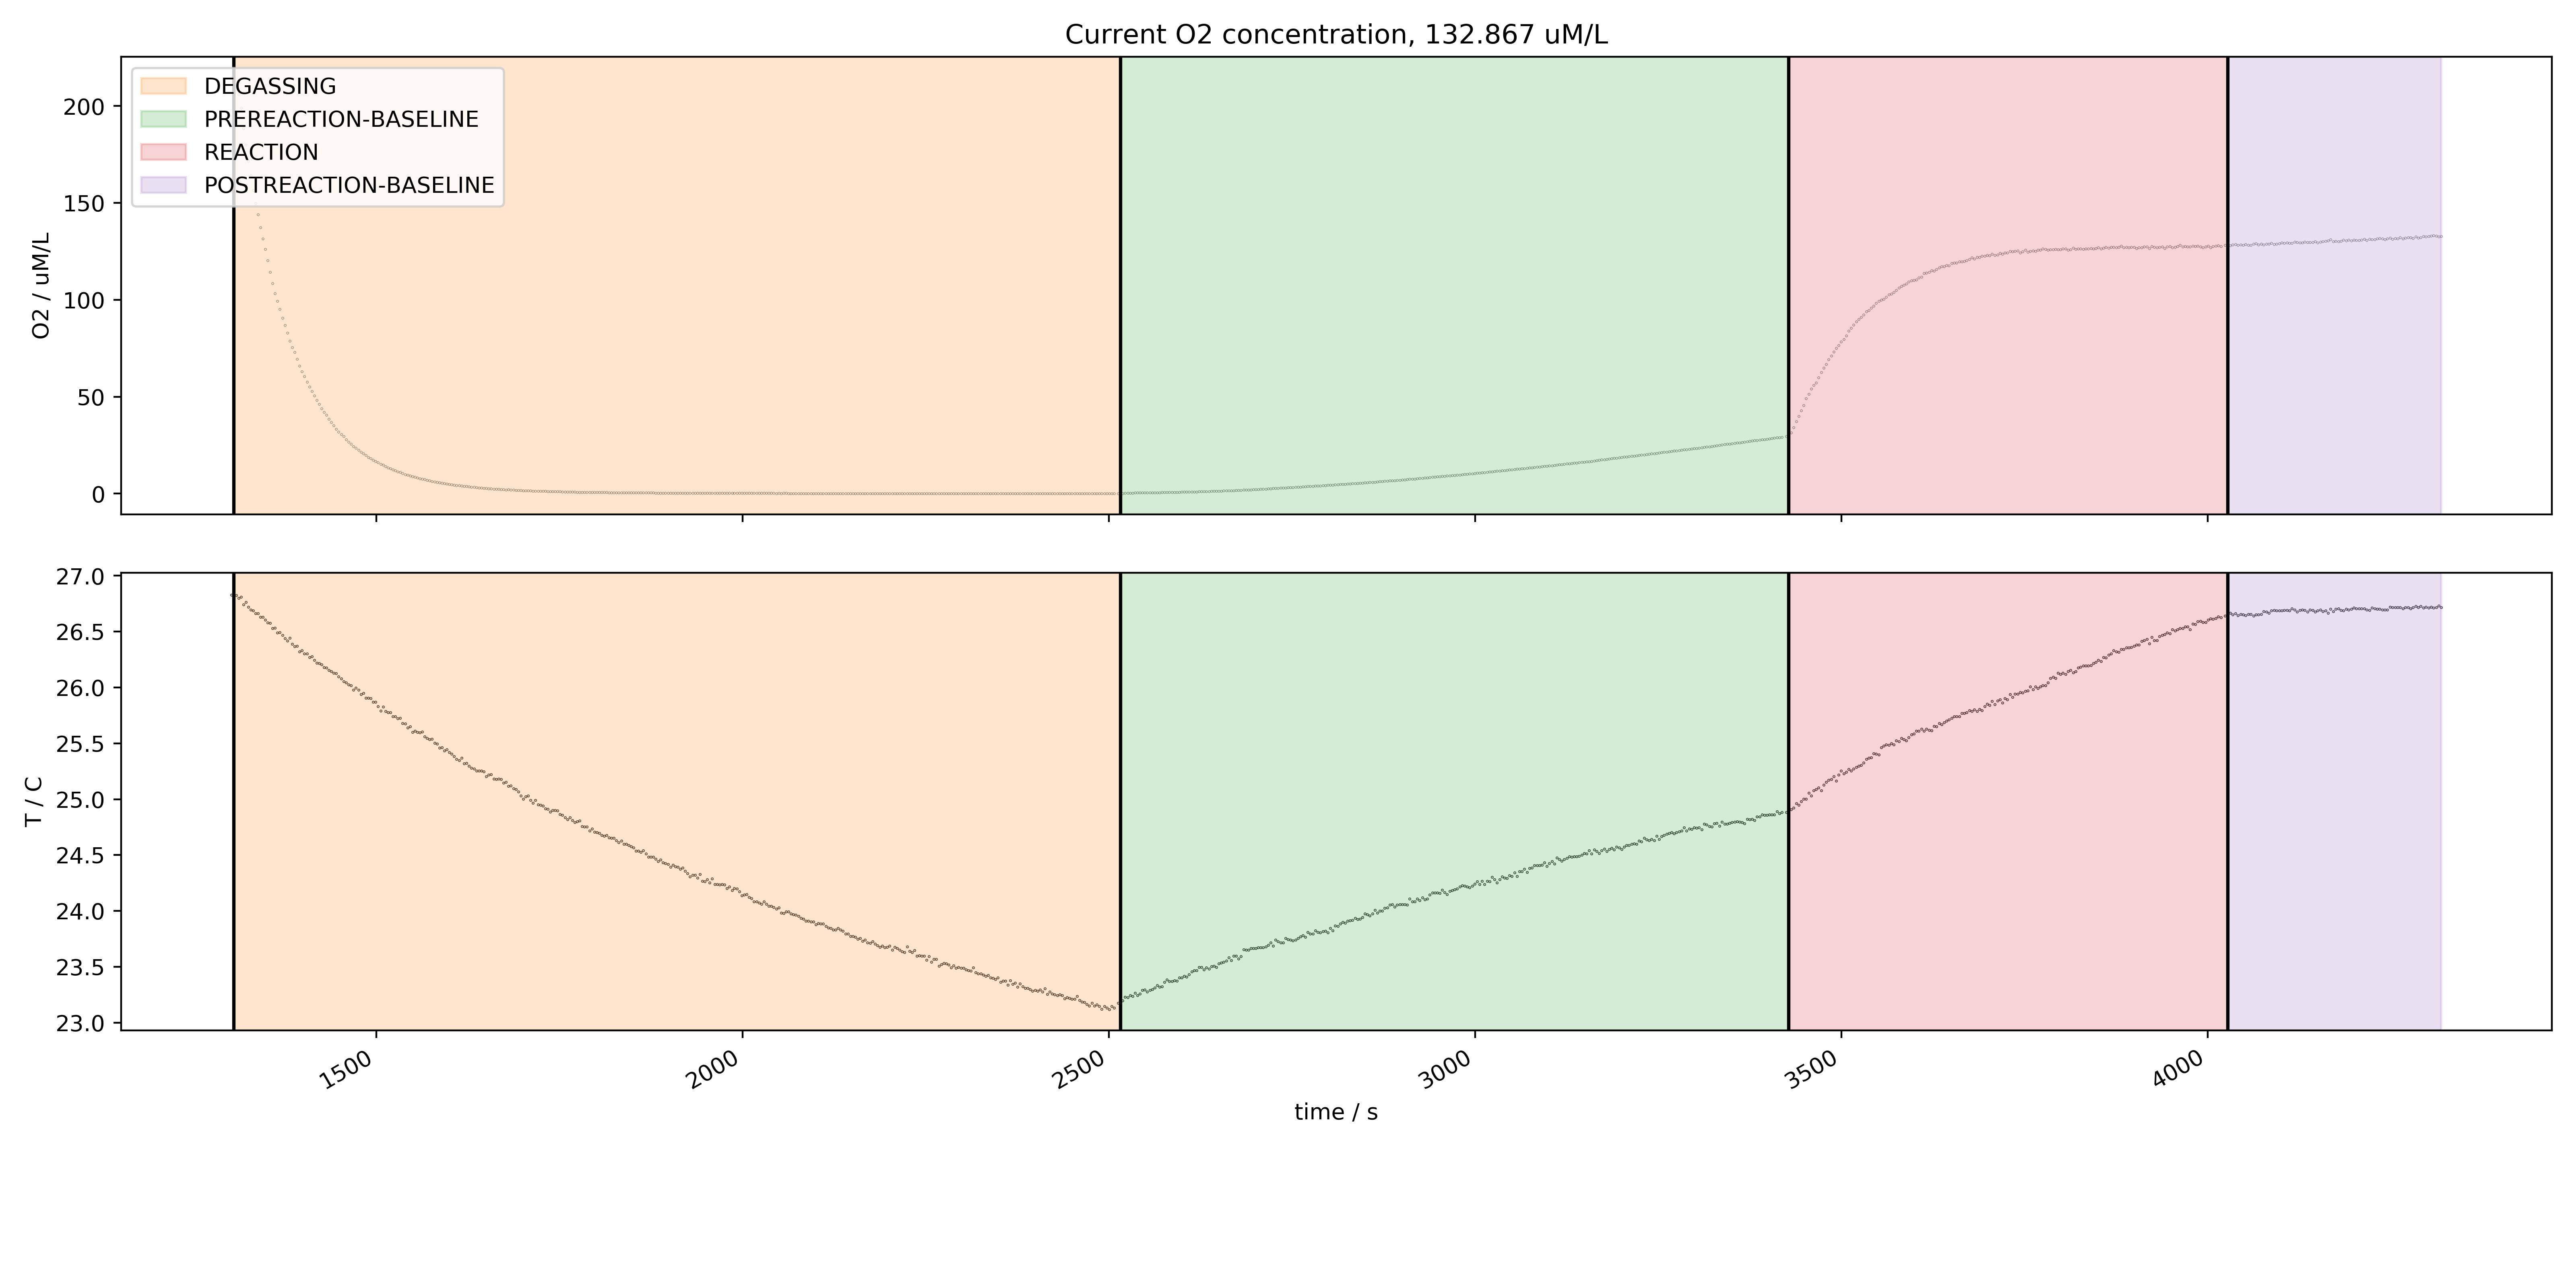 Current O2 concentration, 132.867 uM/L
DEGASSING
PREREACTION-BASELINE
REACTION
POSTREACTION-BASELINE
200
150
100
50
0
O2 / uM/L
27.0
26.5
26.0
25.5
25.0
24.5
24.0
23.5
23.0
T / C
1500
2000
2500
3000
3500
4000
time / s